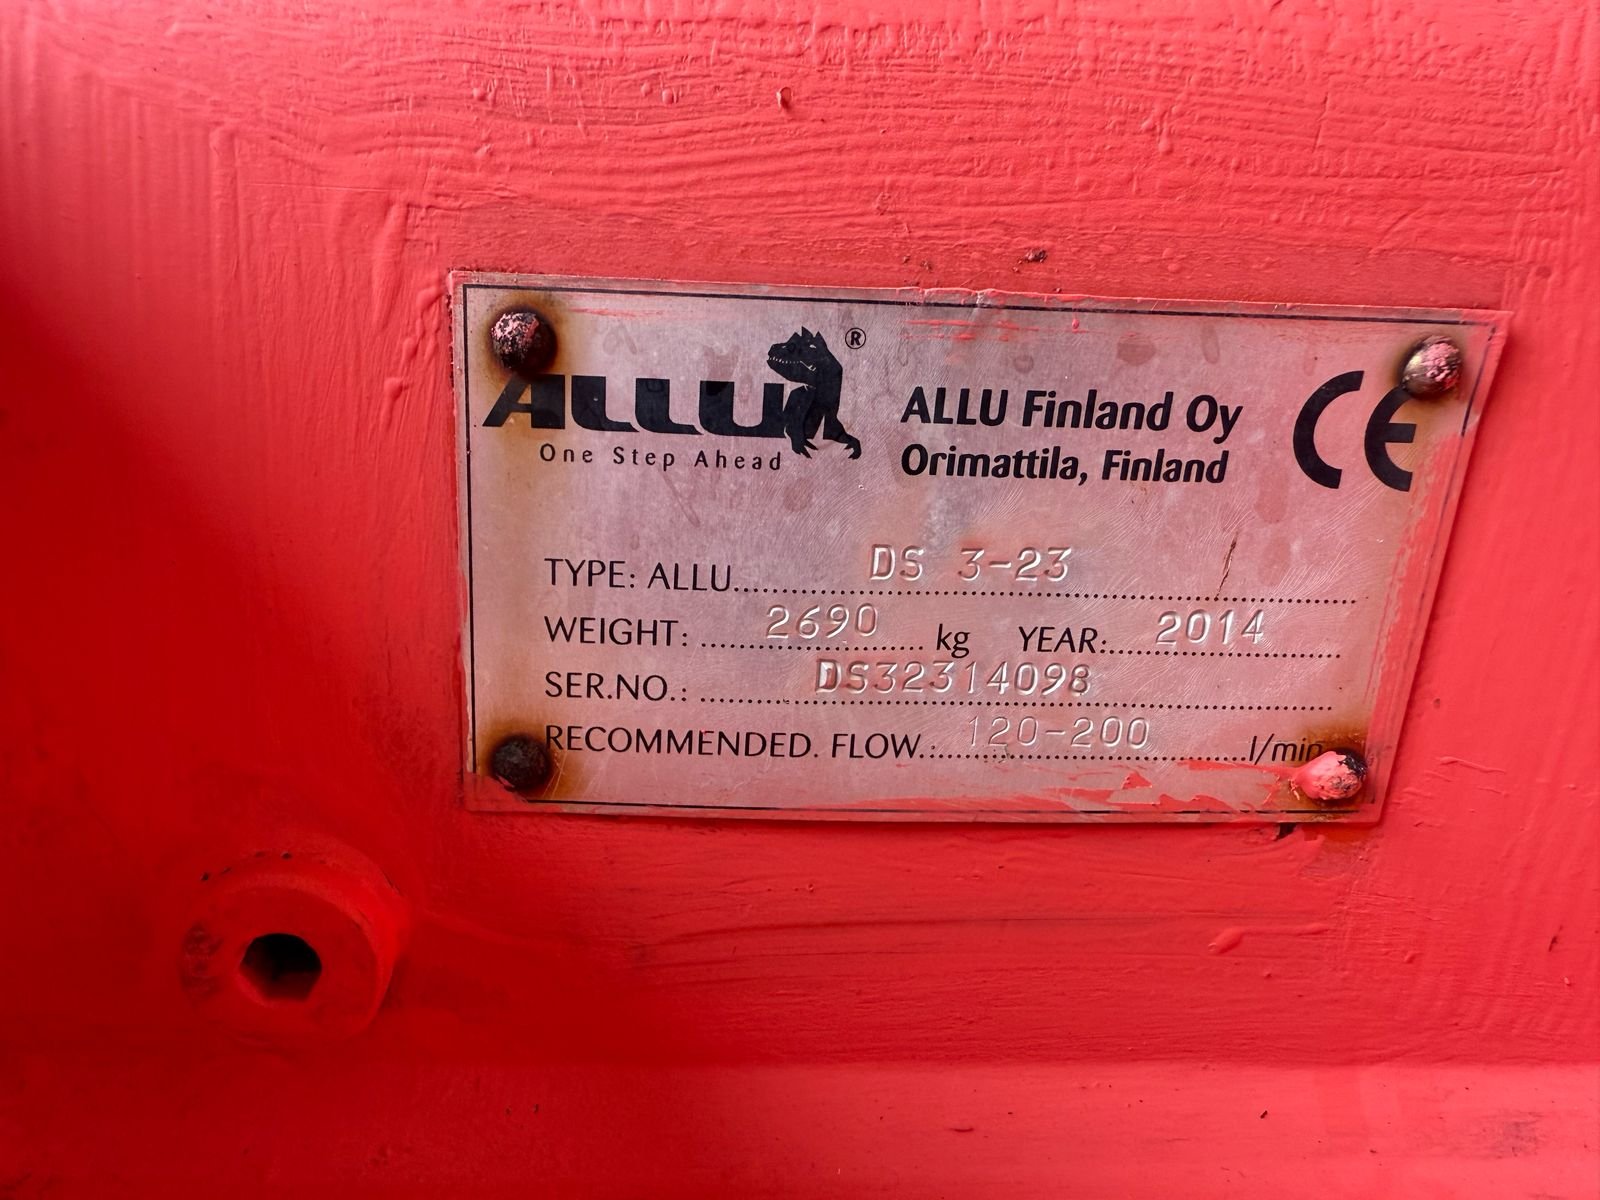 ALLU ®
One Step Ahead
ALLU Finland Oy
Orimattila, Finland
CE
TYPE: ALLU DS 3-23
WEIGHT: 2690 kg YEAR: 2014
SER.NO.: DS32314098
RECOMMENDED. FLOW.: 120-200 l/min